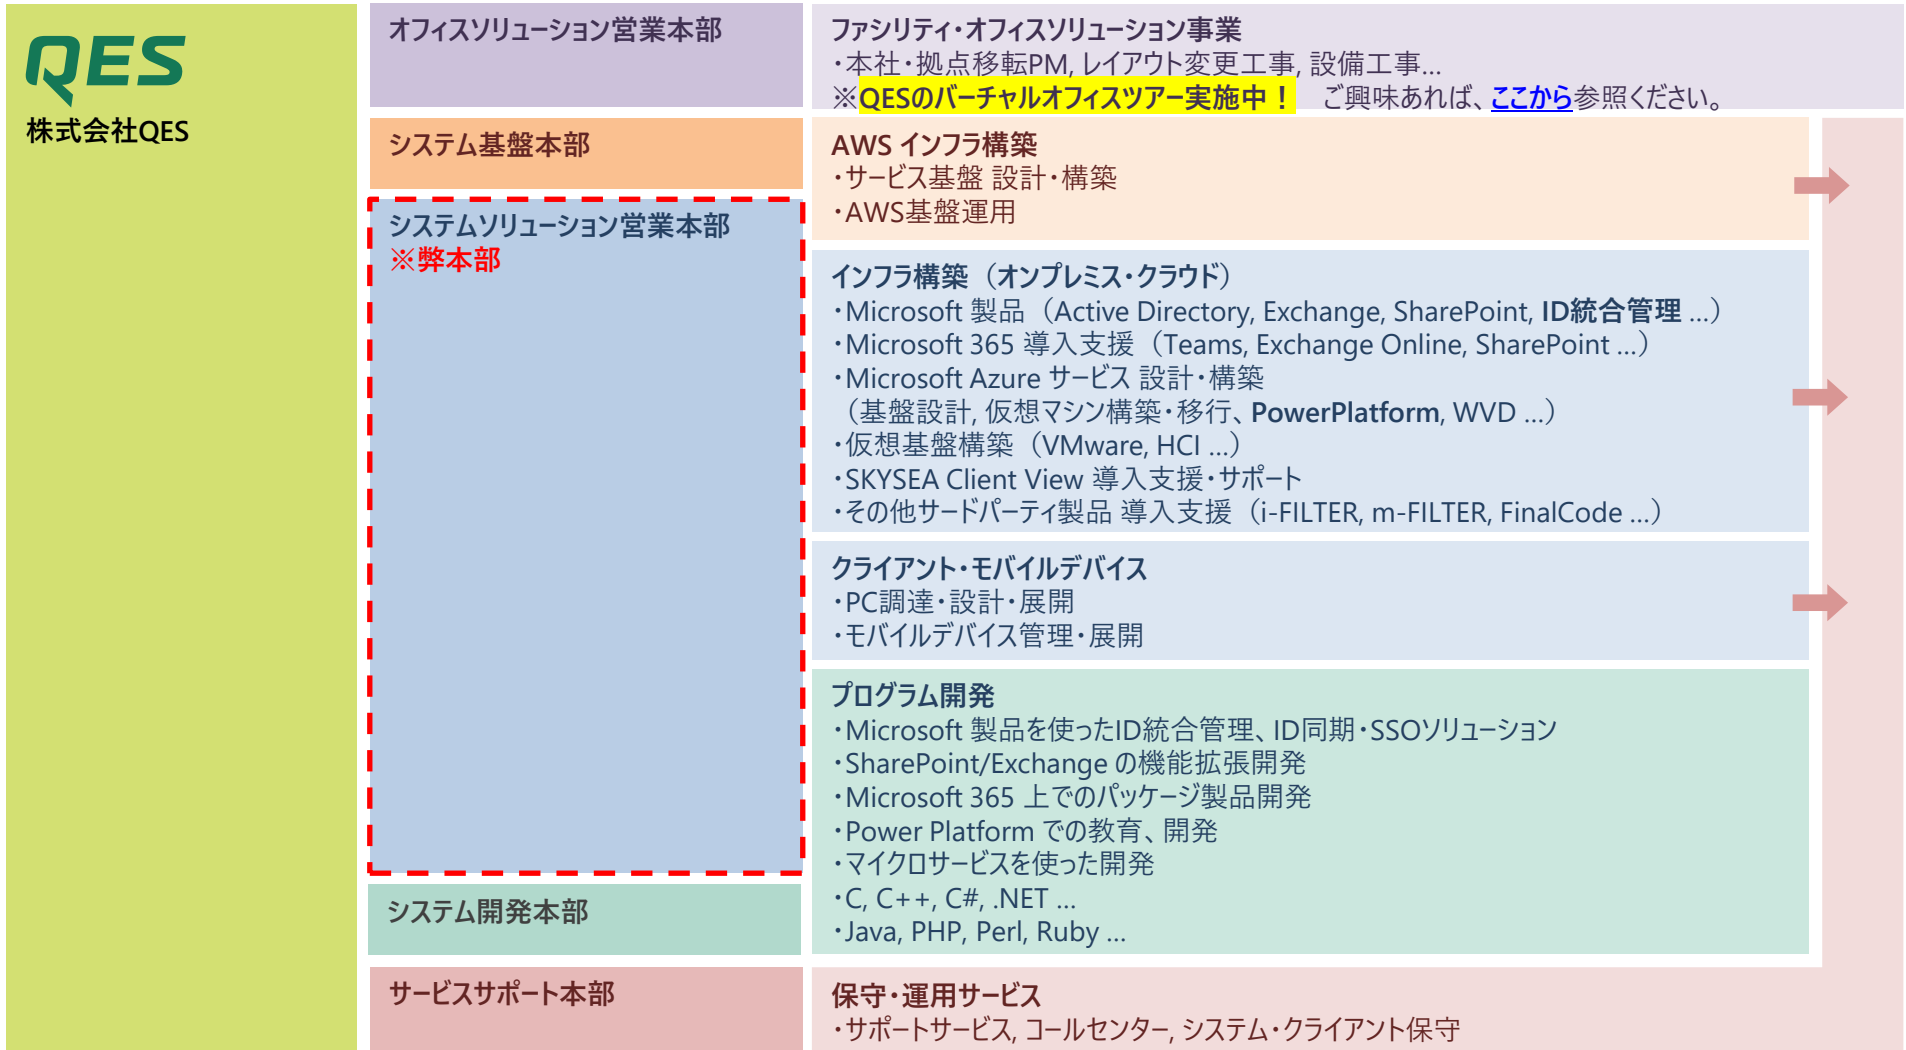 QES
株式会社QES
オフィスソリューション営業本部
ファシリティ・オフィスソリューション事業
・本社・拠点移転PM, レイアウト変更工事, 設備工事...
※QESのバーチャルオフィスツアー実施中！　ご興味あれば、ここから参照ください。
システム基盤本部
AWS インフラ構築
・サービス基盤 設計・構築
・AWS基盤運用
システムソリューション営業本部
※弊本部
インフラ構築（オンプレミス・クラウド）
・Microsoft 製品（Active Directory, Exchange, SharePoint, ID統合管理 ...）
・Microsoft 365 導入支援（Teams, Exchange Online, SharePoint ...）
・Microsoft Azure サービス 設計・構築
（基盤設計, 仮想マシン構築・移行、PowerPlatform, WVD ...）
・仮想基盤構築（VMware, HCI ...）
・SKYSEA Client View 導入支援・サポート
・その他サードパーティ製品 導入支援（i-FILTER, m-FILTER, FinalCode ...）
クライアント・モバイルデバイス
・PC調達・設計・展開
・モバイルデバイス管理・展開
プログラム開発
・Microsoft 製品を使ったID統合管理、ID同期・SSOソリューション
・SharePoint/Exchange の機能拡張開発
・Microsoft 365 上でのパッケージ製品開発
・Power Platform での教育、開発
・マイクロサービスを使った開発
・C, C++, C#, .NET ...
・Java, PHP, Perl, Ruby ...
システム開発本部
サービスサポート本部
保守・運用サービス
・サポートサービス, コールセンター, システム・クライアント保守